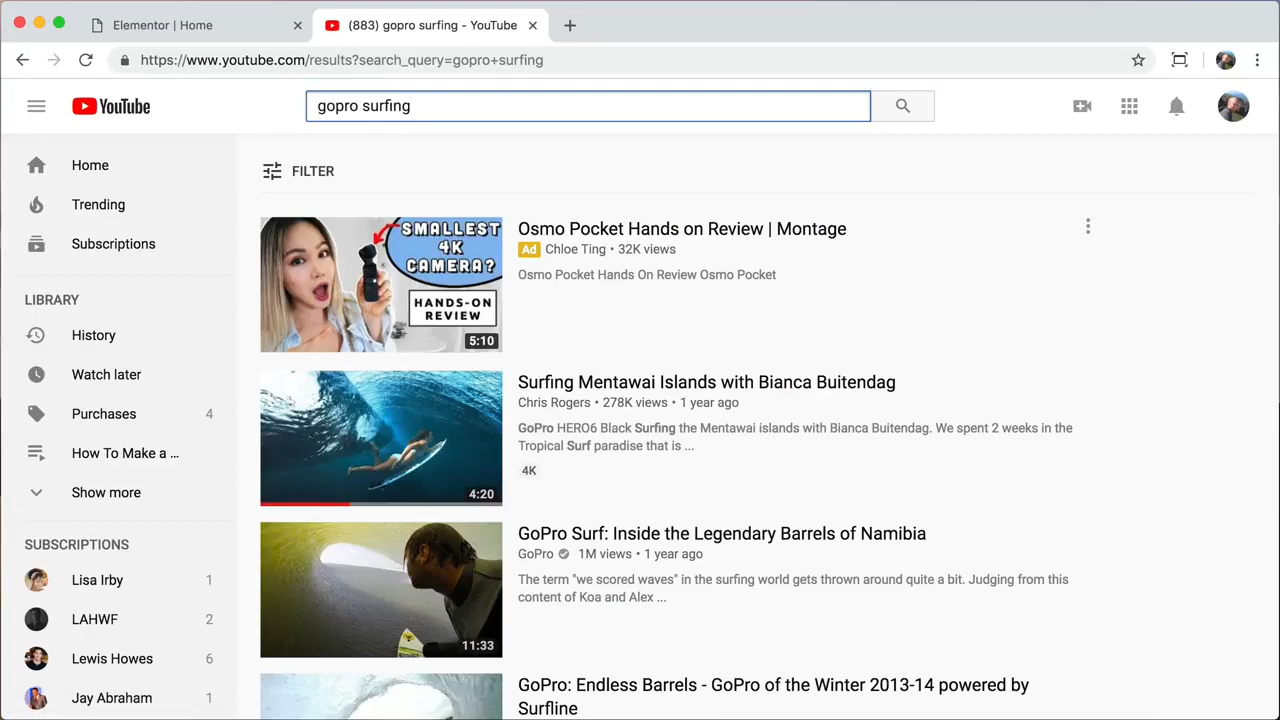 Elementor | Home
(883) gopro surfing - YouTube
https://www.youtube.com/results?search_query=gopro+surfing
YouTube
gopro surfing
Home
Trending
Subscriptions
LIBRARY
History
Watch later
Purchases 4
How To Make a ...
Show more
SUBSCRIPTIONS
Lisa Irby 1
LAHWF 2
Lewis Howes 6
Jay Abraham 1
FILTER
SMALLEST
4K
CAMERA?
HANDS-ON
REVIEW
5:10
Osmo Pocket Hands on Review | Montage
Ad Chloe Ting • 32K views
Osmo Pocket Hands On Review Osmo Pocket
4:20
Surfing Mentawai Islands with Bianca Buitendag
Chris Rogers • 278K views • 1 year ago
GoPro HERO6 Black Surfing the Mentawai islands with Bianca Buitendag. We spent 2 weeks in the
Tropical Surf paradise that is ...
4K
11:33
GoPro Surf: Inside the Legendary Barrels of Namibia
GoPro 1M views • 1 year ago
The term "we scored waves" in the surfing world gets thrown around quite a bit. Judging from this
content of Koa and Alex ...
GoPro: Endless Barrels - GoPro of the Winter 2013-14 powered by
Surfline